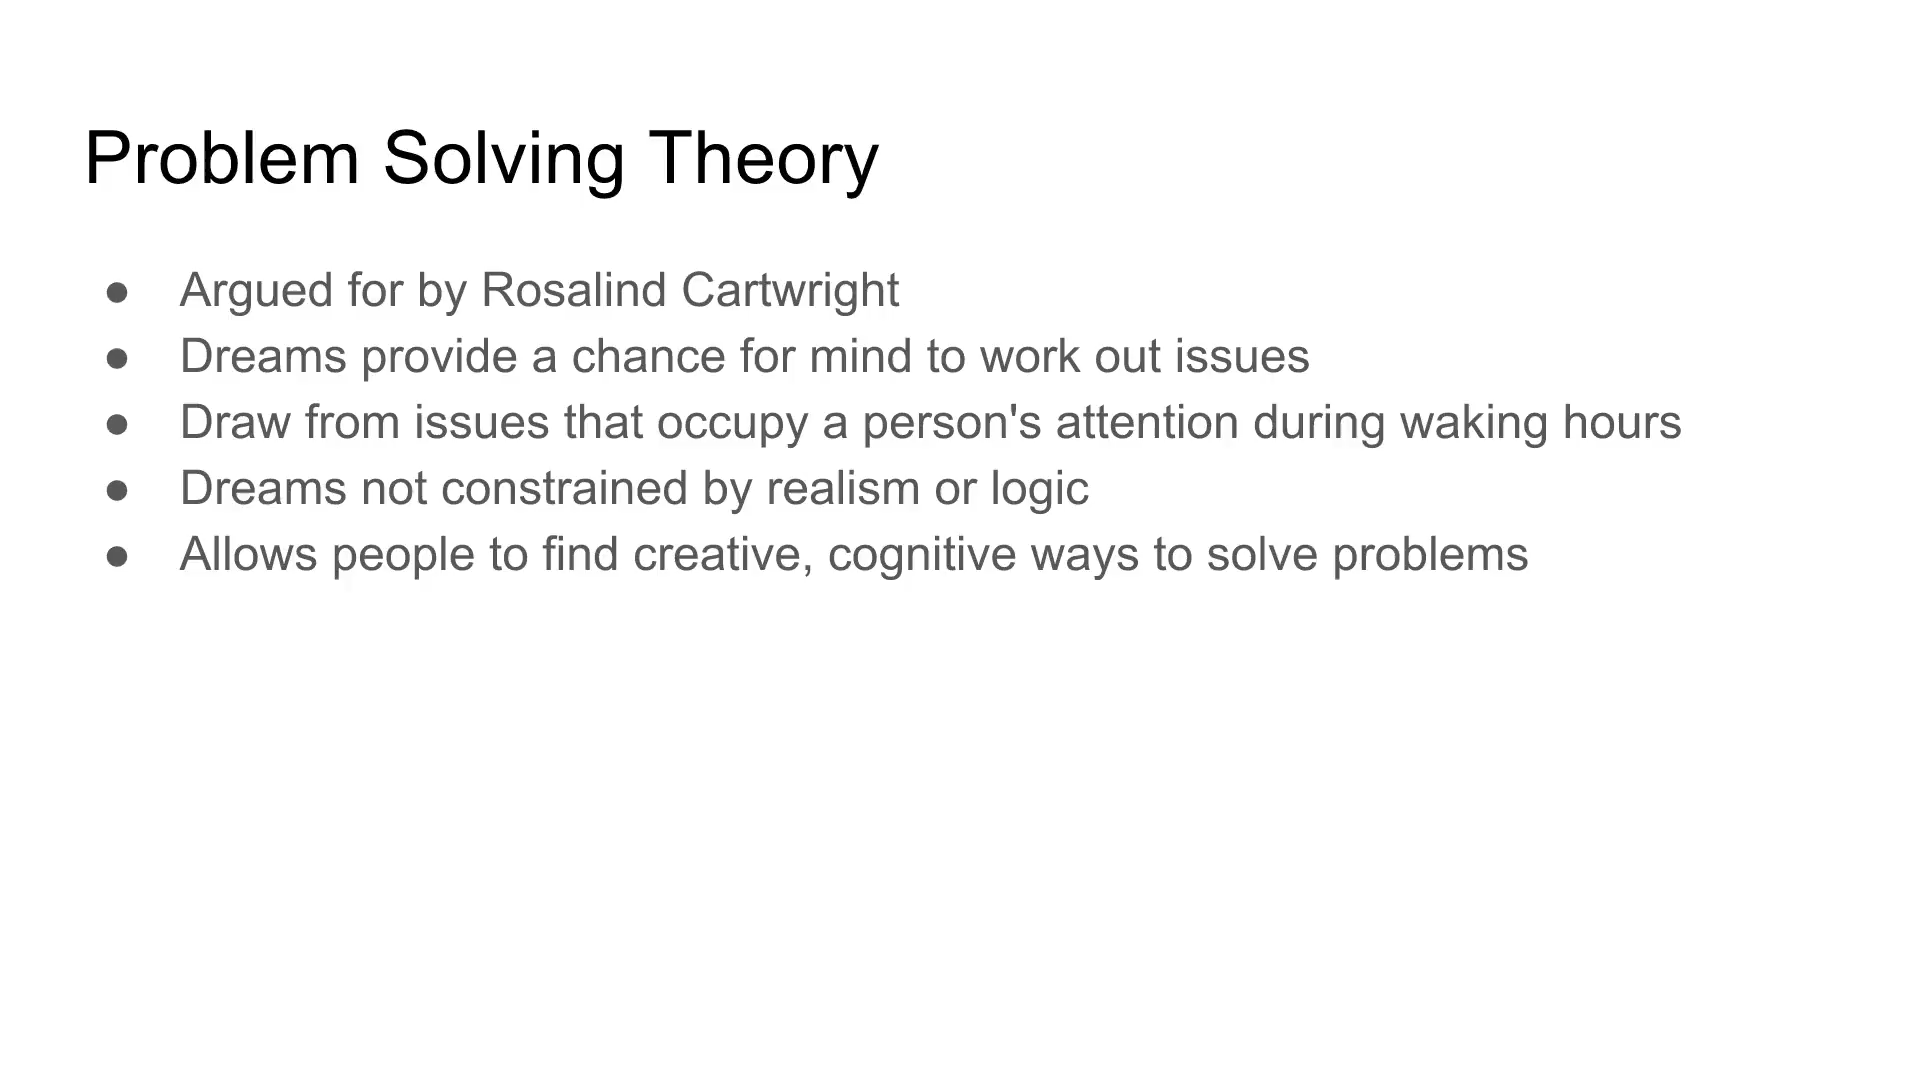 Problem Solving Theory
● Argued for by Rosalind Cartwright
● Dreams provide a chance for mind to work out issues
● Draw from issues that occupy a person's attention during waking hours
● Dreams not constrained by realism or logic
● Allows people to find creative, cognitive ways to solve problems